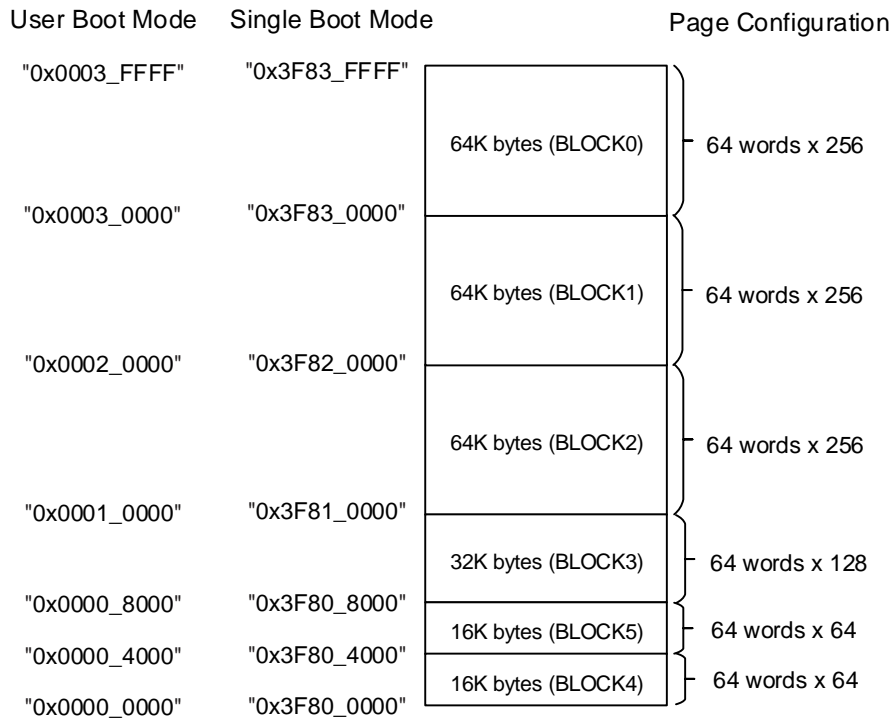 User Boot Mode Single Boot Mode Page Configuration
"0x0003_FFFF" "0x3F83_FFFF"
64K bytes (BLOCK0) 64 words x 256
"0x0003_0000" "0x3F83_0000"
64K bytes (BLOCK1) 64 words x 256
"0x0002_0000" "0x3F82_0000"
64K bytes (BLOCK2) 64 words x 256
"0x0001_0000" "0x3F81_0000"
32K bytes (BLOCK3) 64 words x 128
"0x0000_8000" "0x3F80_8000"
16K bytes (BLOCK5) 64 words x 64
"0x0000_4000" "0x3F80_4000"
16K bytes (BLOCK4) 64 words x 64
"0x0000_0000" "0x3F80_0000"